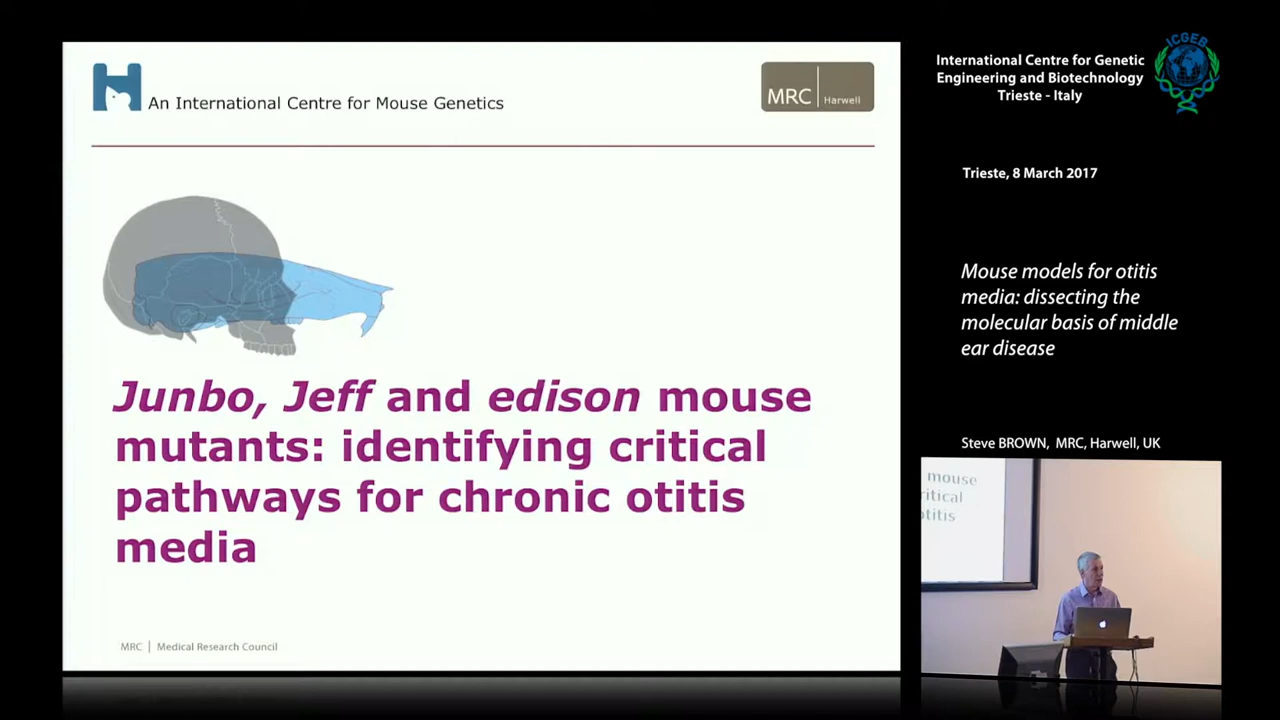 An International Centre for Mouse Genetics
MRC | Harwell
Junbo, Jeff and edison mouse
mutants: identifying critical
pathways for chronic otitis
media
MRC | Medical Research Council
International Centre for Genetic
Engineering and Biotechnology
Trieste - Italy
ICGEB
Trieste, 8 March 2017
Mouse models for otitis
media: dissecting the
molecular basis of middle
ear disease
Steve BROWN, MRC, Harwell, UK
mouse
ritical
otitis